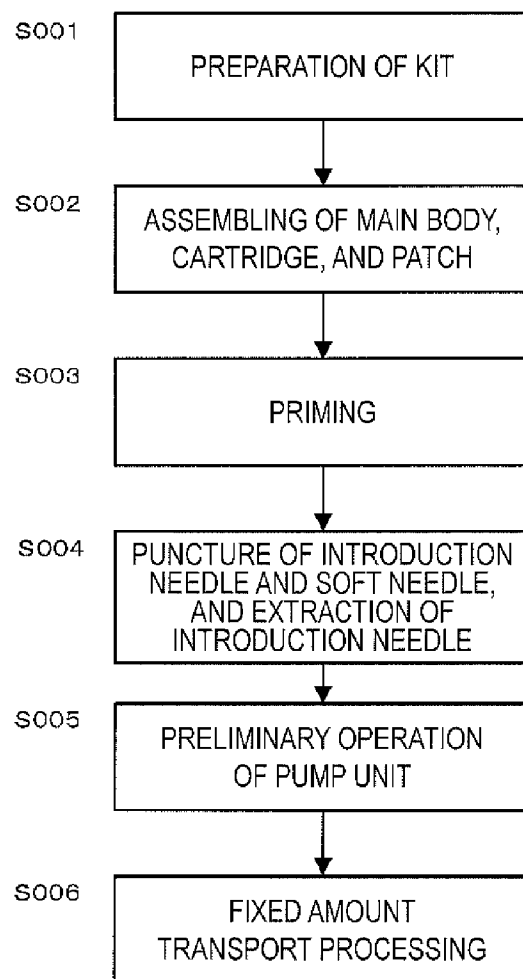 S001
PREPARATION OF KIT
S002
ASSEMBLING OF MAIN BODY,
CARTRIDGE, AND PATCH
S003
PRIMING
S004
PUNCTURE OF INTRODUCTION
NEEDLE AND SOFT NEEDLE,
AND EXTRACTION OF
INTRODUCTION NEEDLE
S005
PRELIMINARY OPERATION
OF PUMP UNIT
S006
FIXED AMOUNT
TRANSPORT PROCESSING